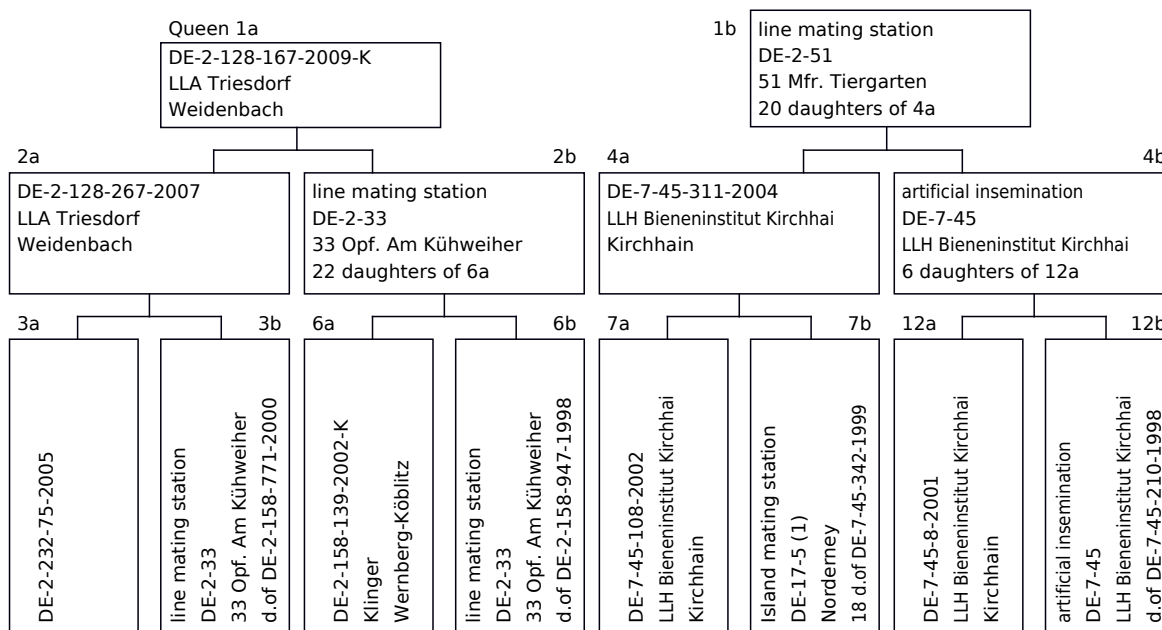 Queen 1a
DE-2-128-167-2009-K
LLA Triesdorf
Weidenbach
1b
line mating station
DE-2-51
51 Mfr. Tiergarten
20 daughters of 4a
2a
DE-2-128-267-2007
LLA Triesdorf
Weidenbach
2b
line mating station
DE-2-33
33 Opf. Am Kühweiher
22 daughters of 6a
4a
DE-7-45-311-2004
LLH Bieneninstitut Kirchhai
Kirchhain
4b
artificial insemination
DE-7-45
LLH Bieneninstitut Kirchhai
6 daughters of 12a
3a
DE-2-232-75-2005
3b
line mating station
DE-2-33
33 Opf. Am Kühweiher
d.of DE-2-158-771-2000
6a
DE-2-158-139-2002-K
Klinger
Wernberg-Köblitz
6b
line mating station
DE-2-33
33 Opf. Am Kühweiher
d.of DE-2-158-947-1998
7a
DE-7-45-108-2002
LLH Bieneninstitut Kirchhai
Kirchhain
7b
Island mating station
DE-17-5 (1)
Norderney
18 d.of DE-7-45-342-1999
12a
DE-7-45-8-2001
LLH Bieneninstitut Kirchhai
Kirchhain
12b
artificial insemination
DE-7-45
LLH Bieneninstitut Kirchhai
d.of DE-7-45-210-1998